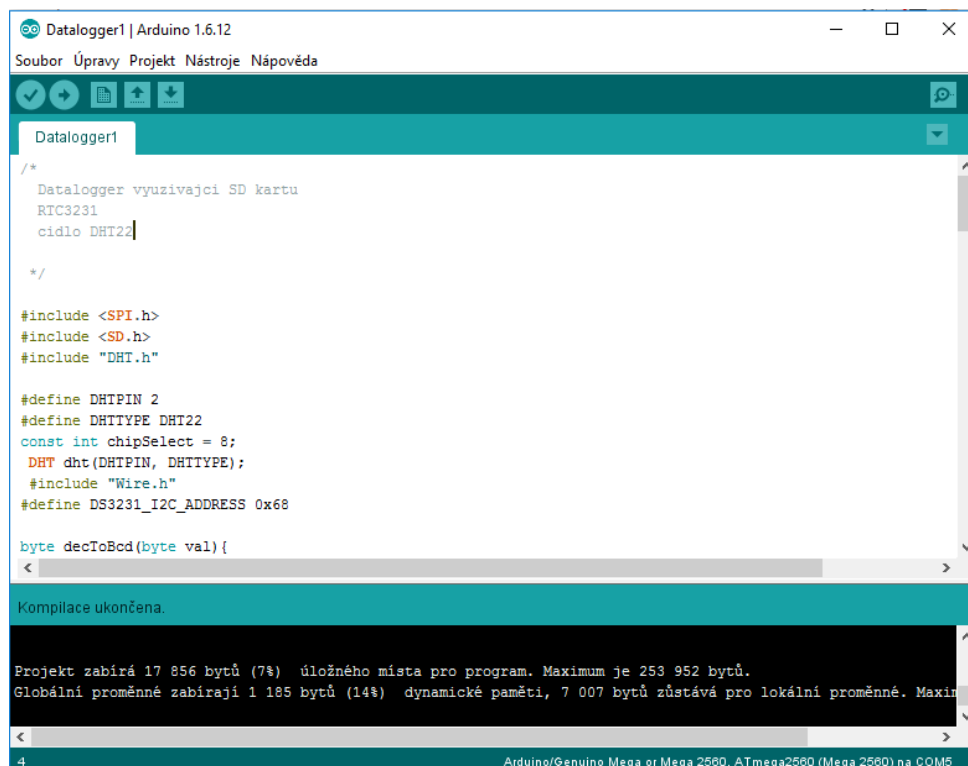 Datalogger1 | Arduino 1.6.12
Soubor Úpravy Projekt Nástroje Nápověda
Datalogger1
/*
  Datalogger vyuzivajci SD kartu
  RTC3231
  cidlo DHT22

 */

#include <SPI.h>
#include <SD.h>
#include "DHT.h"

#define DHTPIN 2
#define DHTTYPE DHT22
const int chipSelect = 8;
 DHT dht(DHTPIN, DHTTYPE);
 #include "Wire.h"
#define DS3231_I2C_ADDRESS 0x68

byte decToBcd(byte val){
Kompilace ukončena.
Projekt zabírá 17 856 bytů (7%)  úložného místa pro program. Maximum je 253 952 bytů.
Globální proměnné zabírají 1 185 bytů (14%)  dynamické paměti, 7 007 bytů zůstává pro lokální proměnné.
4
Arduino/Genuino Mega or Mega 2560, ATmega2560 (Mega 2560) na COM5